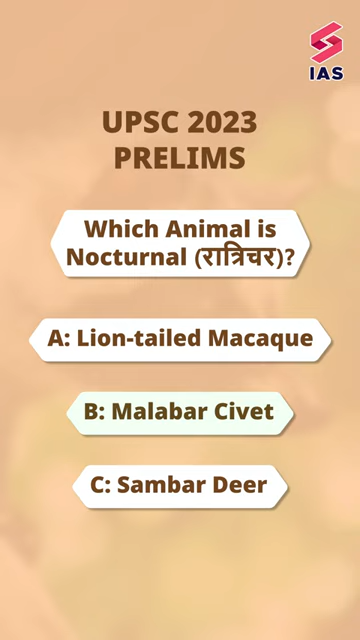 IAS
UPSC 2023
PRELIMS
Which Animal is
Nocturnal (रात्रिचर)?
A: Lion-tailed Macaque
B: Malabar Civet
C: Sambar Deer